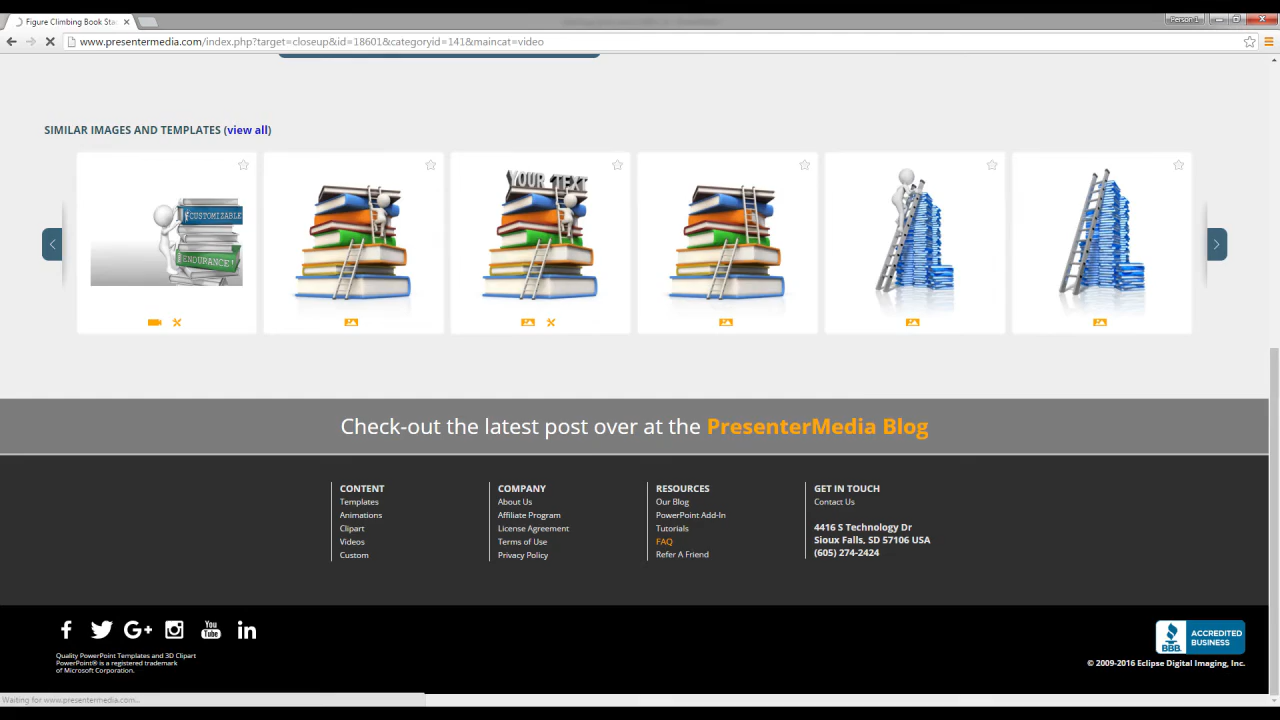 Figure Climbing Book Sta
Person 1
www.presentermedia.com/index.php?target=closeup&id=18601&categoryid=141&maincat=video
SIMILAR IMAGES AND TEMPLATES (view all)
CUSTOMIZABLE
ENDURANCE !
YOUR TEXT
Check-out the latest post over at the PresenterMedia Blog
CONTENT
Templates
Animations
Clipart
Videos
Custom
COMPANY
About Us
Affiliate Program
License Agreement
Terms of Use
Privacy Policy
RESOURCES
Our Blog
PowerPoint Add-In
Tutorials
FAQ
Refer A Friend
GET IN TOUCH
Contact Us
4416 S Technology Dr
Sioux Falls, SD 57106 USA
(605) 274-2424
You
Tube
Quality PowerPoint Templates and 3D Clipart
PowerPoint® is a registered trademark
of Microsoft Corporation.
BBB.
ACCREDITED
BUSINESS
© 2009-2016 Eclipse Digital Imaging, Inc.
Waiting for www.presentermedia.com...